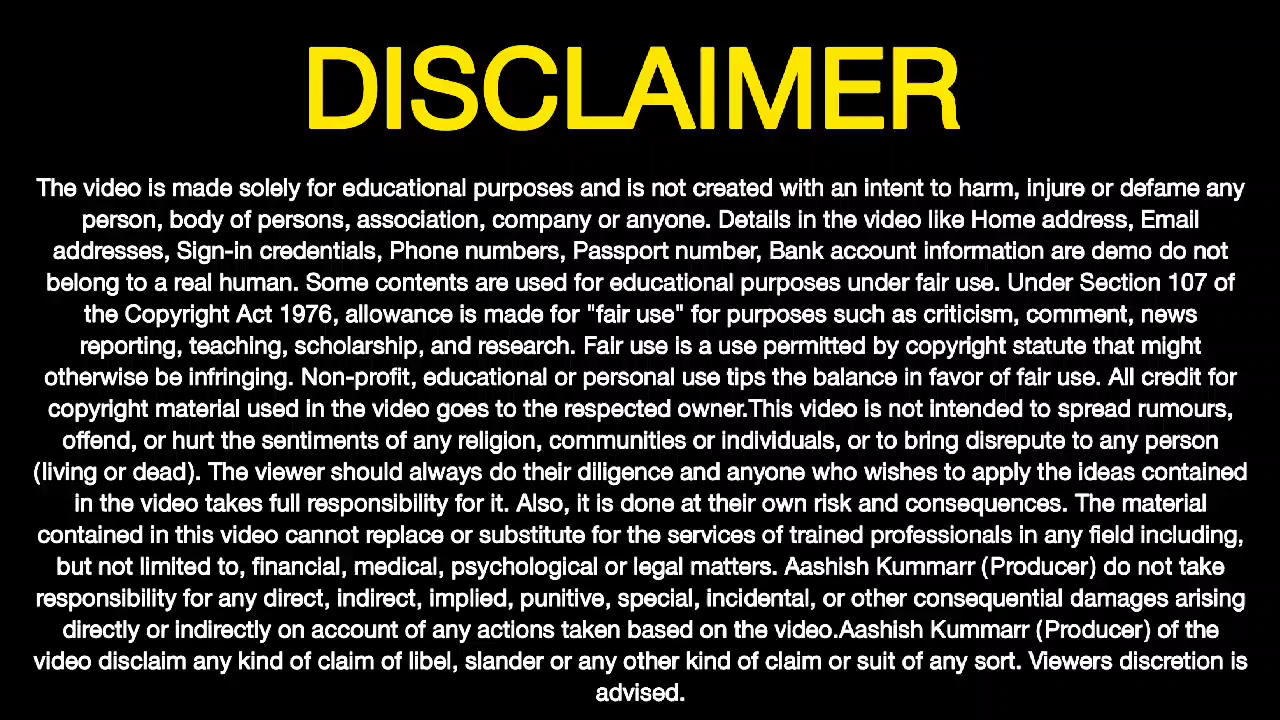 DISCLAIMER
The video is made solely for educational purposes and is not created with an intent to harm, injure or defame any
person, body of persons, association, company or anyone. Details in the video like Home address, Email
addresses, Sign-in credentials, Phone numbers, Passport number, Bank account information are demo do not
belong to a real human. Some contents are used for educational purposes under fair use. Under Section 107 of
the Copyright Act 1976, allowance is made for "fair use" for purposes such as criticism, comment, news
reporting, teaching, scholarship, and research. Fair use is a use permitted by copyright statute that might
otherwise be infringing. Non-profit, educational or personal use tips the balance in favor of fair use. All credit for
copyright material used in the video goes to the respected owner.This video is not intended to spread rumours,
offend, or hurt the sentiments of any religion, communities or individuals, or to bring disrepute to any person
(living or dead). The viewer should always do their diligence and anyone who wishes to apply the ideas contained
in the video takes full responsibility for it. Also, it is done at their own risk and consequences. The material
contained in this video cannot replace or substitute for the services of trained professionals in any field including,
but not limited to, financial, medical, psychological or legal matters. Aashish Kummarr (Producer) do not take
responsibility for any direct, indirect, implied, punitive, special, incidental, or other consequential damages arising
directly or indirectly on account of any actions taken based on the video.Aashish Kummarr (Producer) of the
video disclaim any kind of claim of libel, slander or any other kind of claim or suit of any sort. Viewers discretion is
advised.